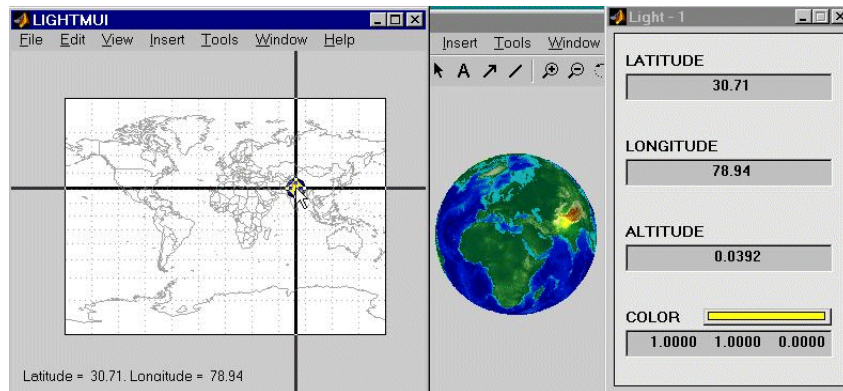 LIGHTMUI
File Edit View Insert Tools Window Help
Latitude = 30.71. Longitude = 78.94
Insert Tools Window
A
Light - 1
LATITUDE
30.71
LONGITUDE
78.94
ALTITUDE
0.0392
COLOR
1.0000 1.0000 0.0000